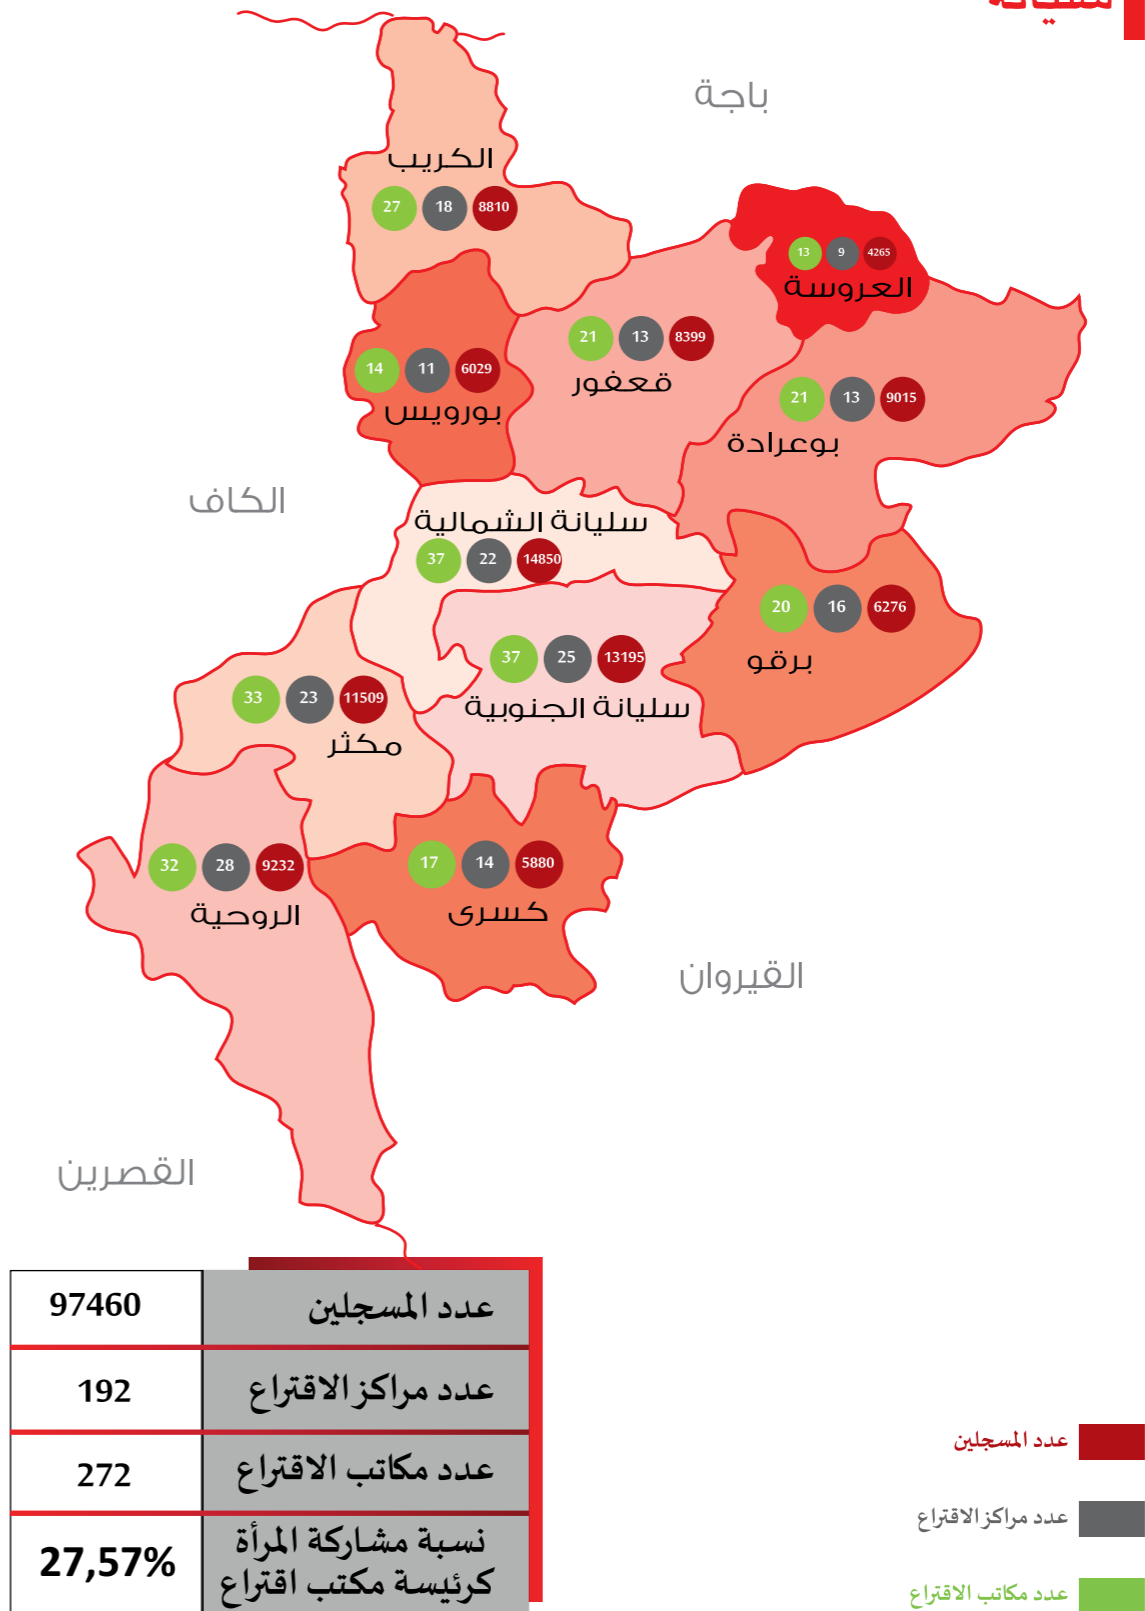 باجة
الكريب
27 18 8810
13 9 4265
العروسة
21 13 8399
قعفور
14 11 6029
بورويس
21 13 9015
بوعرادة
الكاف
سليانة الشمالية
37 22 14850
20 16 6276
برقو
37 25 13195
سليانة الجنوبية
33 23 11509
مكثر
32 28 9232
الروحية
17 14 5880
كسرى
القيروان
القصرين
عدد المسجلين 97460
عدد مراكز الاقتراع 192
عدد مكاتب الاقتراع 272
نسبة مشاركة المرأة
كرئيسة مكتب اقتراع 27,57%
عدد المسجلين
عدد مراكز الاقتراع
عدد مكاتب الاقتراع